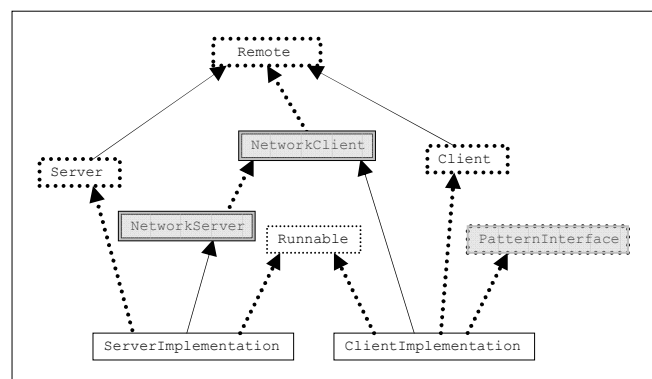 Remote
NetworkClient
Server
Client
NetworkServer
Runnable
PatternInterface
ServerImplementation
ClientImplementation